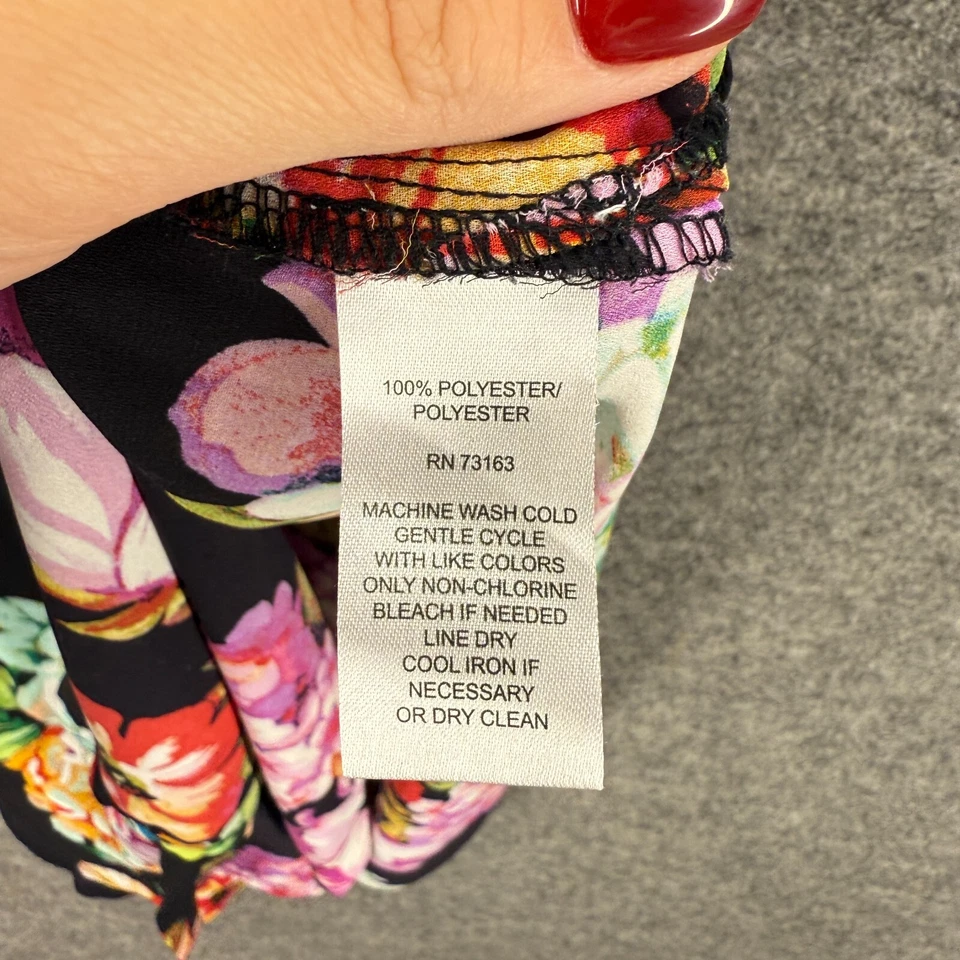 100% POLYESTER/
POLYESTER
RN 73163
MACHINE WASH COLD
GENTLE CYCLE
WITH LIKE COLORS
ONLY NON-CHLORINE
BLEACH IF NEEDED
LINE DRY
COOL IRON IF
NECESSARY
OR DRY CLEAN